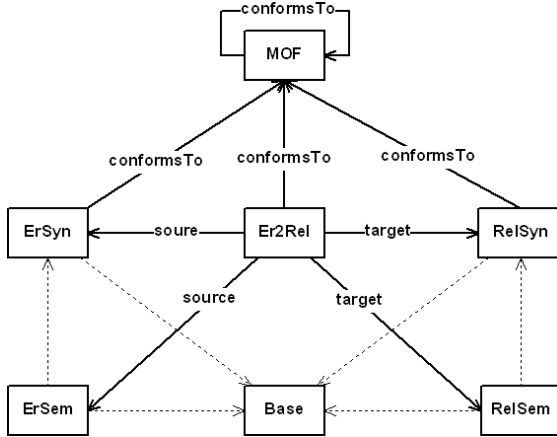 conformsTo
MOF
conformsTo
conformsTo
conformsTo
ErSyn
soure
Er2Rel
target
RelSyn
source
target
ErSem
Base
RelSem